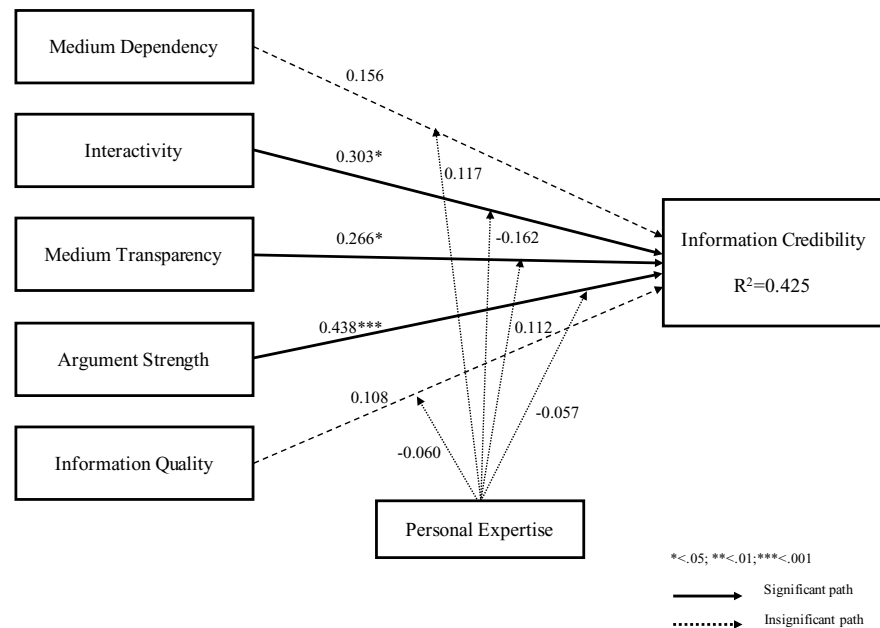 Medium Dependency
0.156
Interactivity
0.303*
0.117
Medium Transparency
0.266*
-0.162
Information Credibility
R²=0.425
Argument Strength
0.438***
0.112
0.108
-0.057
Information Quality
-0.060
Personal Expertise
*<.05; **<.01;***<.001
Significant path
Insignificant path